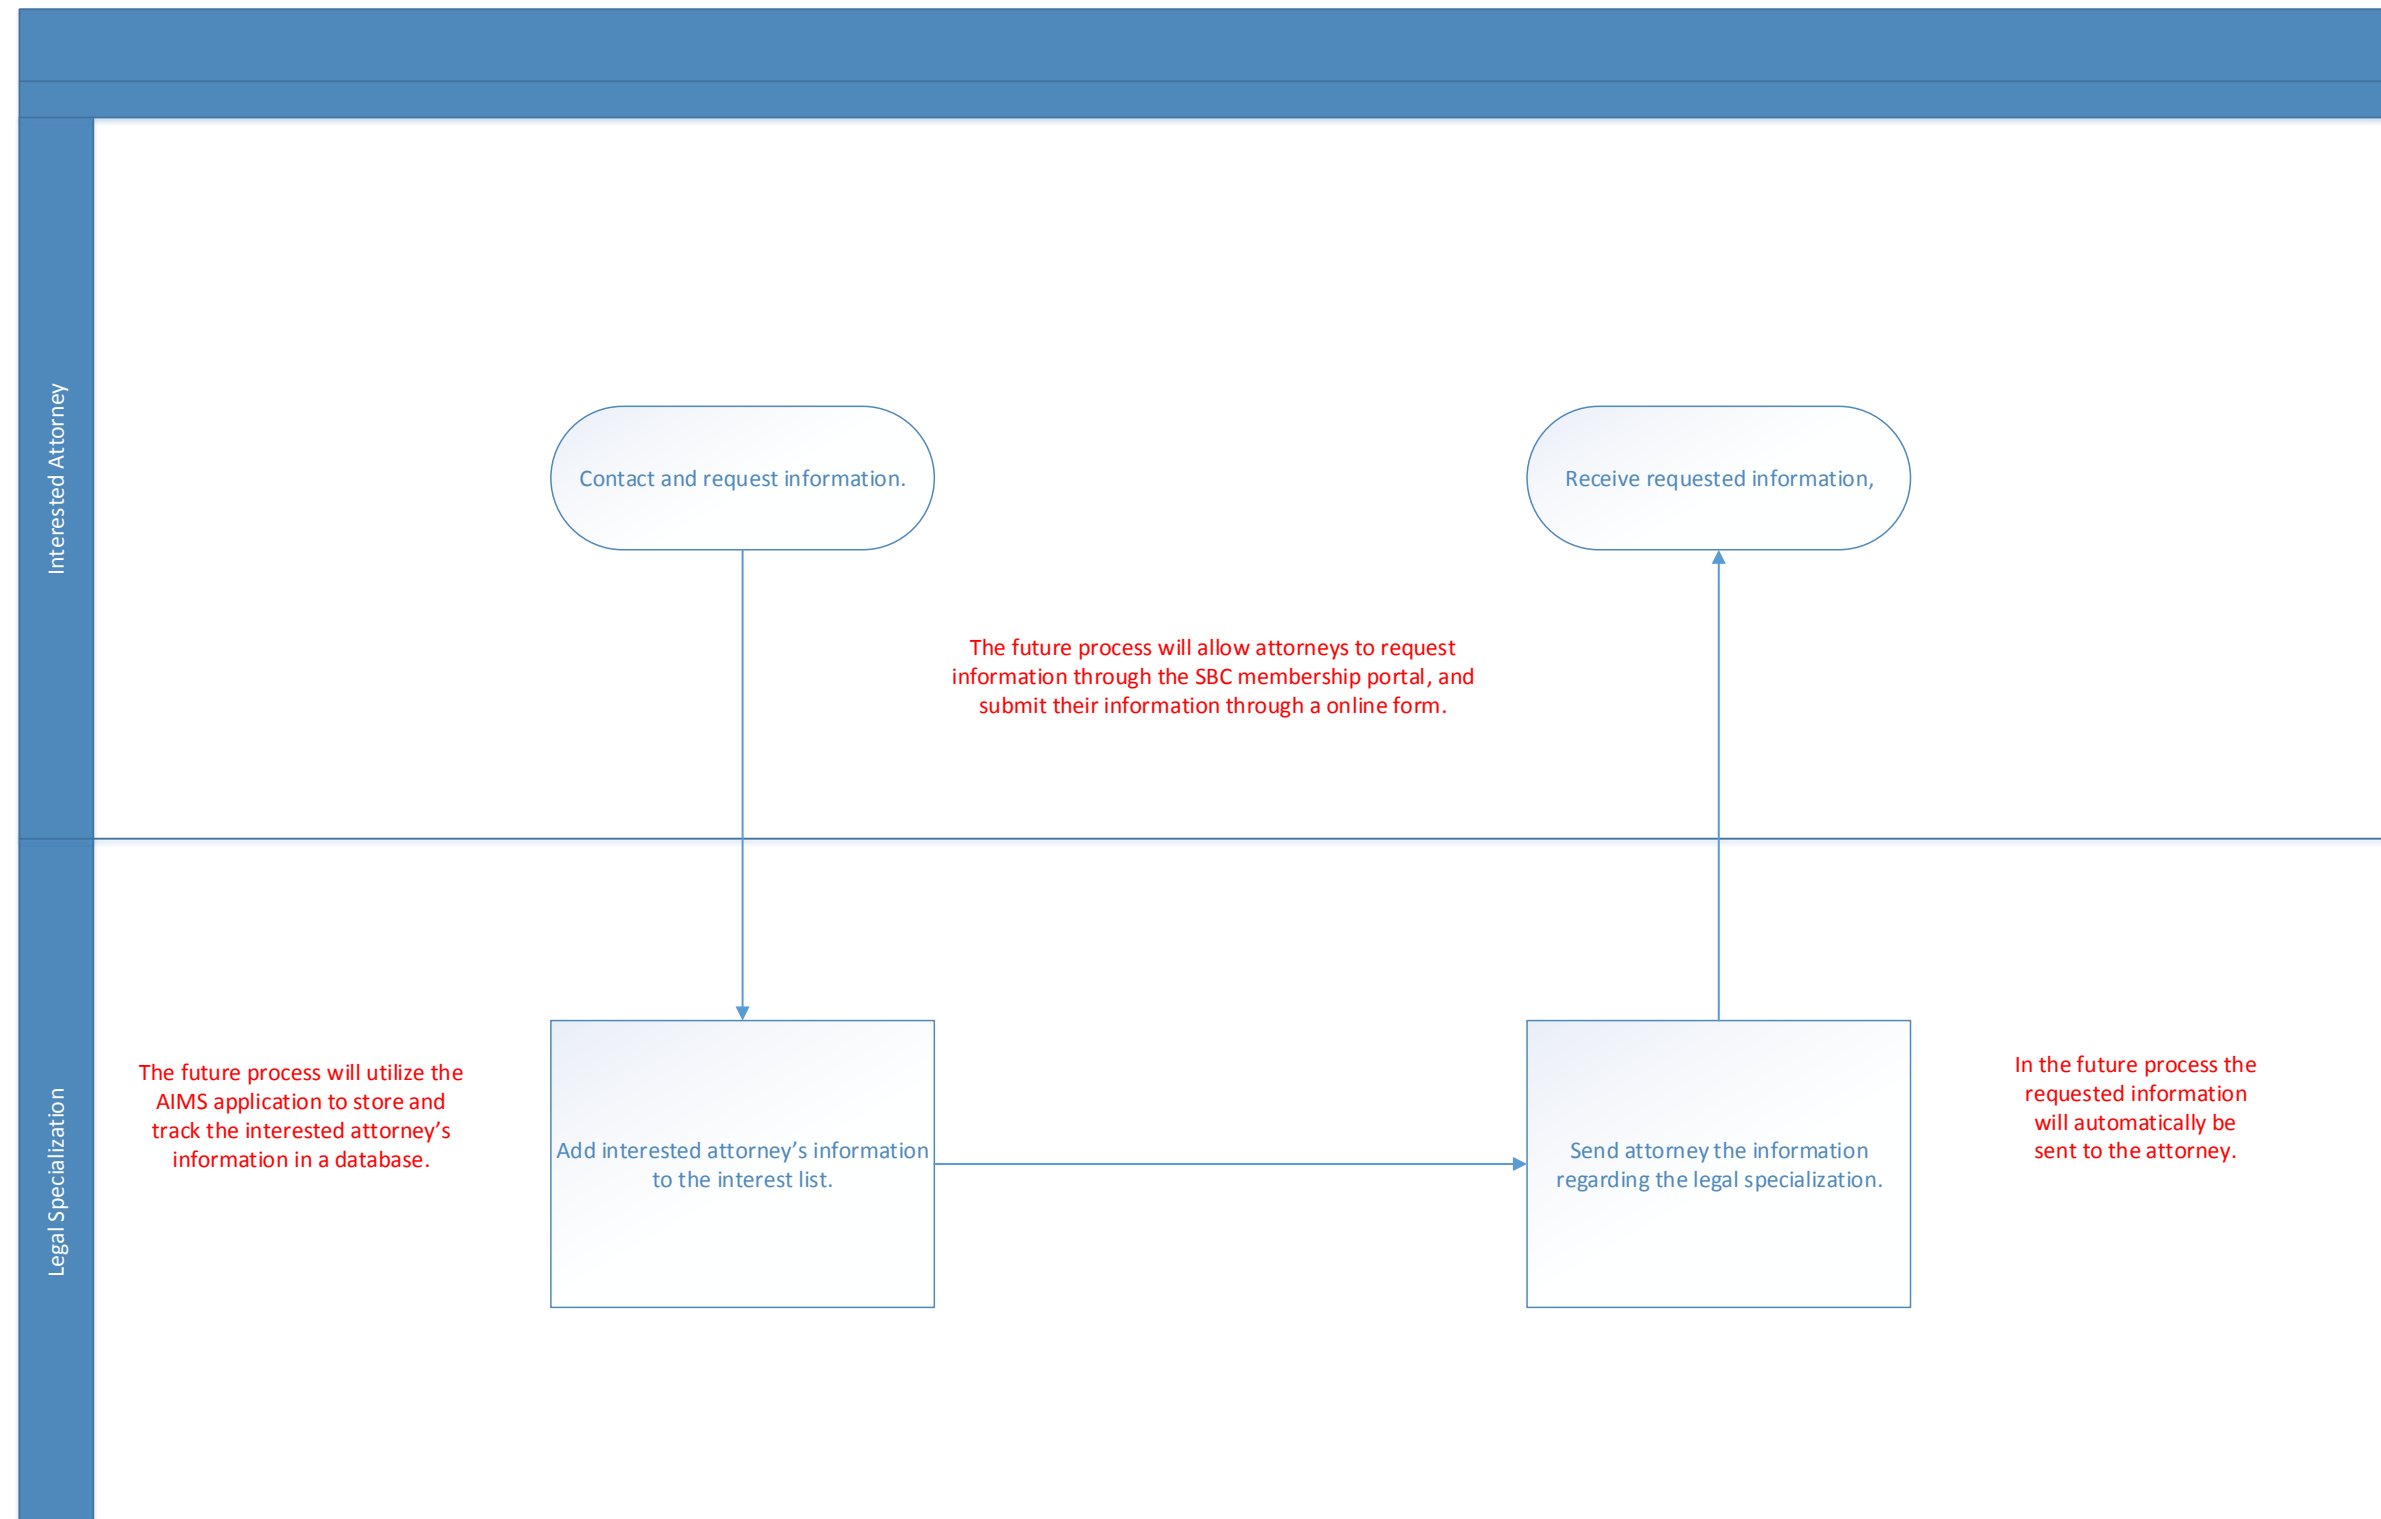 Interested Attorney
Contact and request information.
Receive requested information,
The future process will allow attorneys to request
information through the SBC membership portal, and
submit their information through a online form.
Legal Specialization
The future process will utilize the
AIMS application to store and
track the interested attorney’s
information in a database.
Add interested attorney’s information
to the interest list.
Send attorney the information
regarding the legal specialization.
In the future process the
requested information
will automatically be
sent to the attorney.